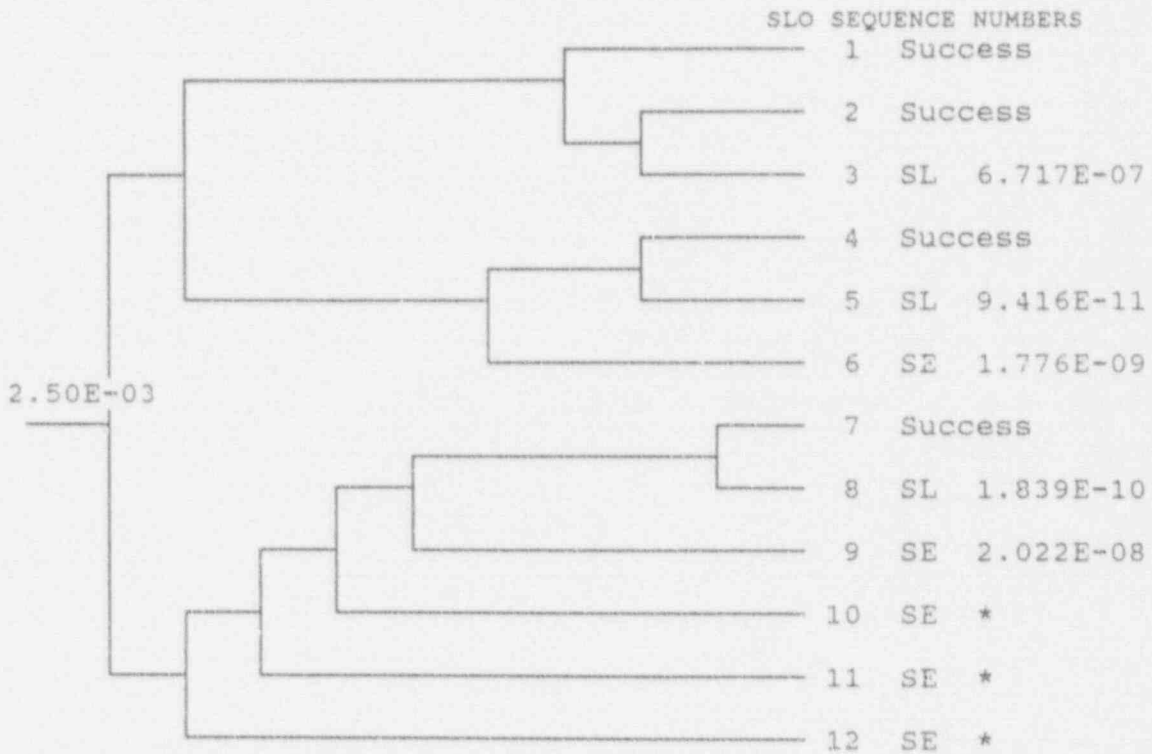 SLO SEQUENCE NUMBERS
1 Success
2 Success
3 SL 6.717E-07
4 Success
5 SL 9.416E-11
6 SE 1.776E-09
2.50E-03
7 Success
8 SL 1.839E-10
9 SE 2.022E-08
10 SE *
11 SE *
12 SE *